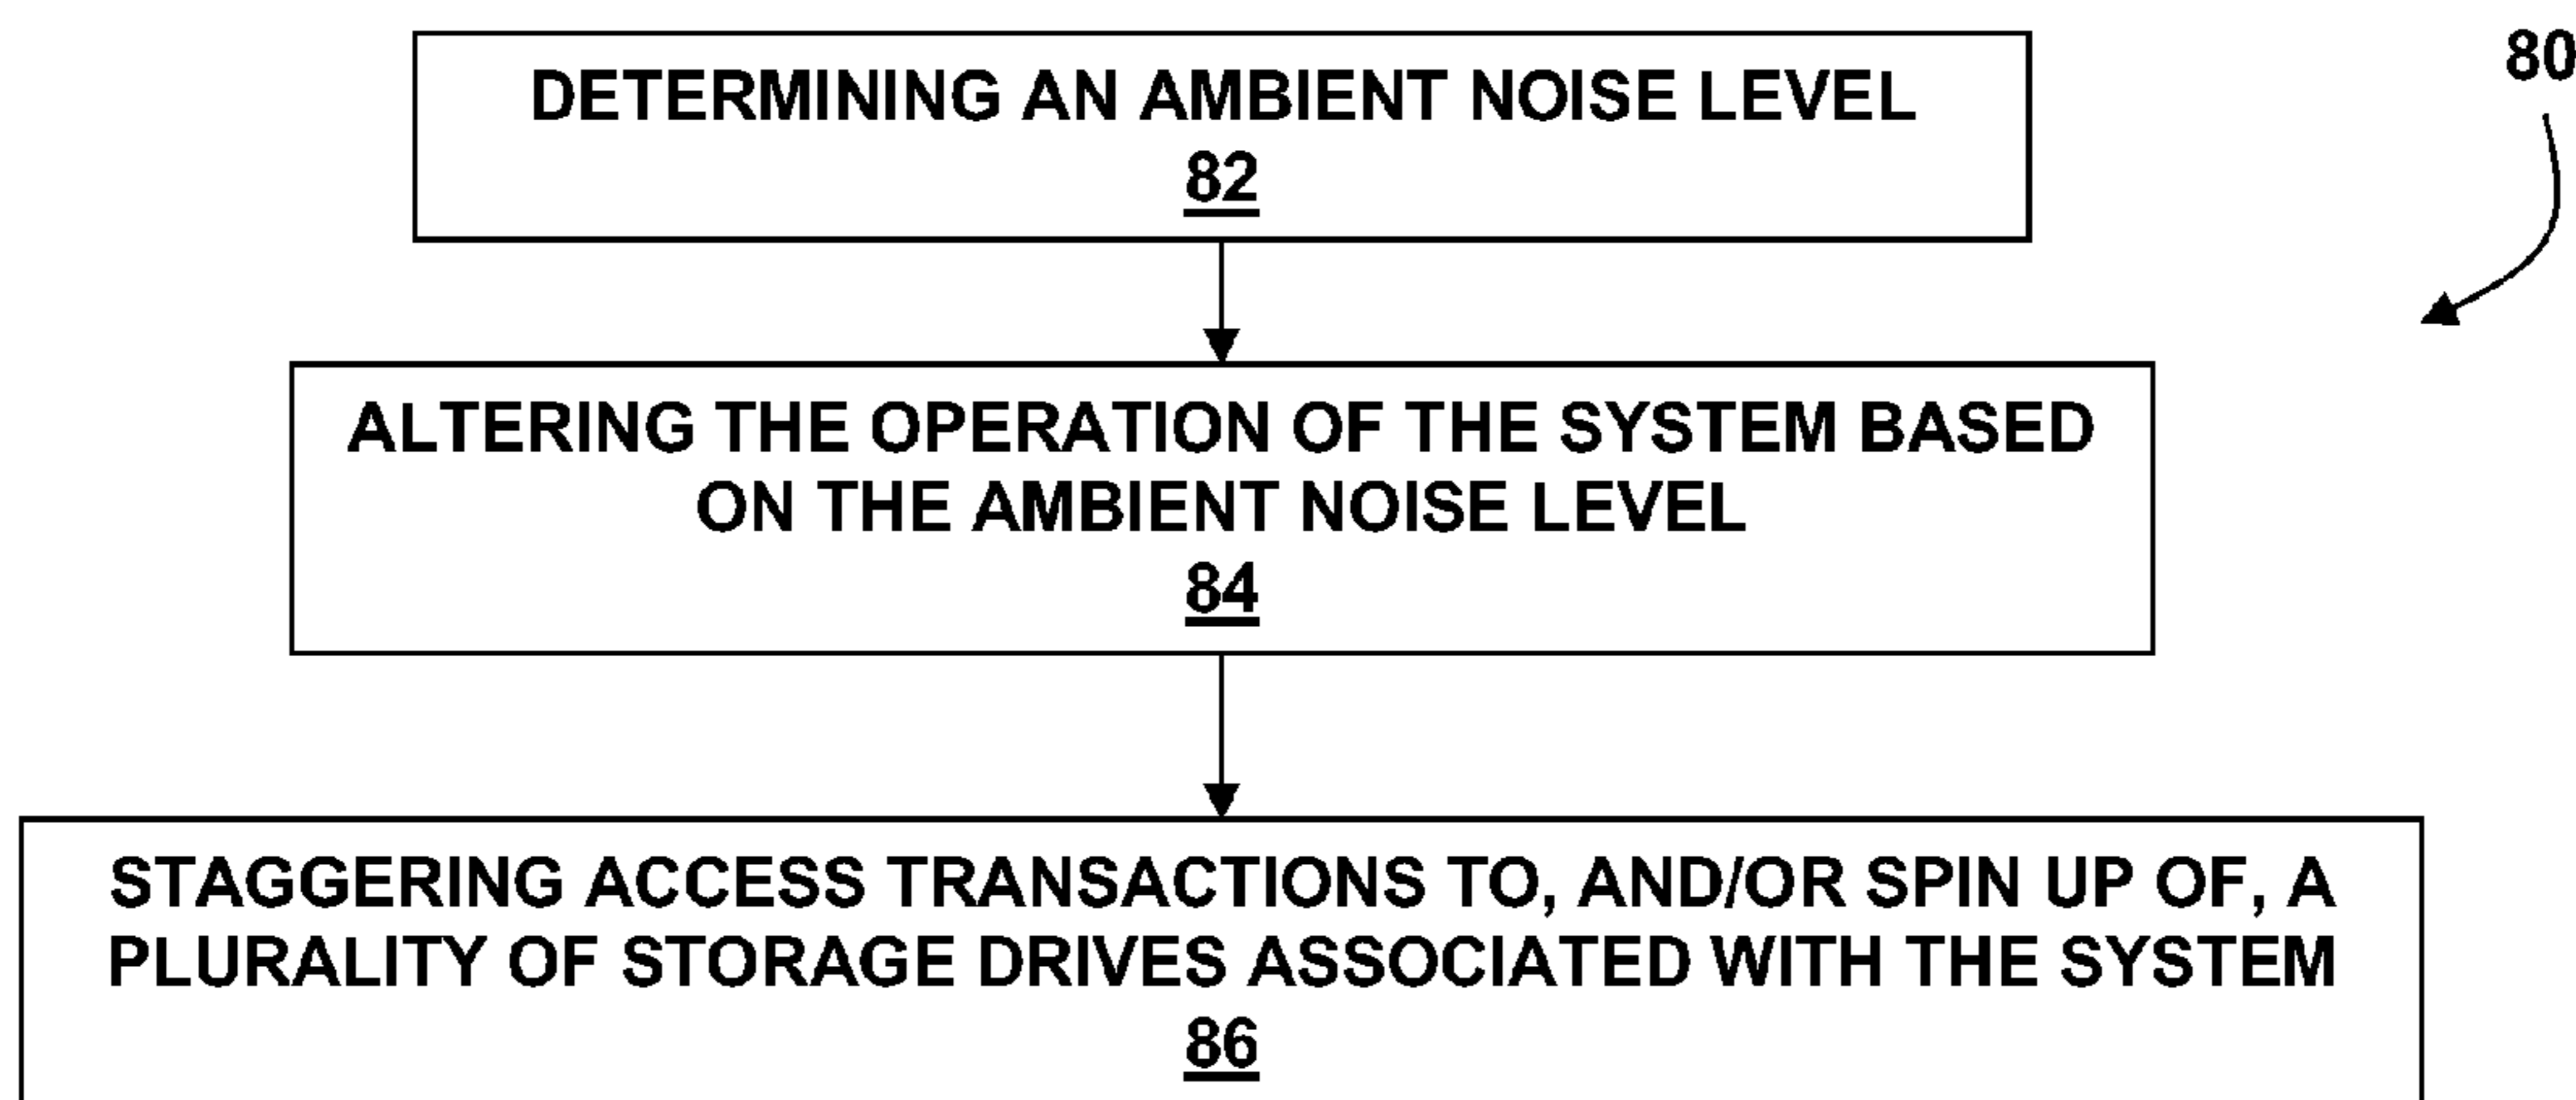 DETERMINING AN AMBIENT NOISE LEVEL
82
80
ALTERING THE OPERATION OF THE SYSTEM BASED
ON THE AMBIENT NOISE LEVEL
84
STAGGERING ACCESS TRANSACTIONS TO, AND/OR SPIN UP OF, A
PLURALITY OF STORAGE DRIVES ASSOCIATED WITH THE SYSTEM
86